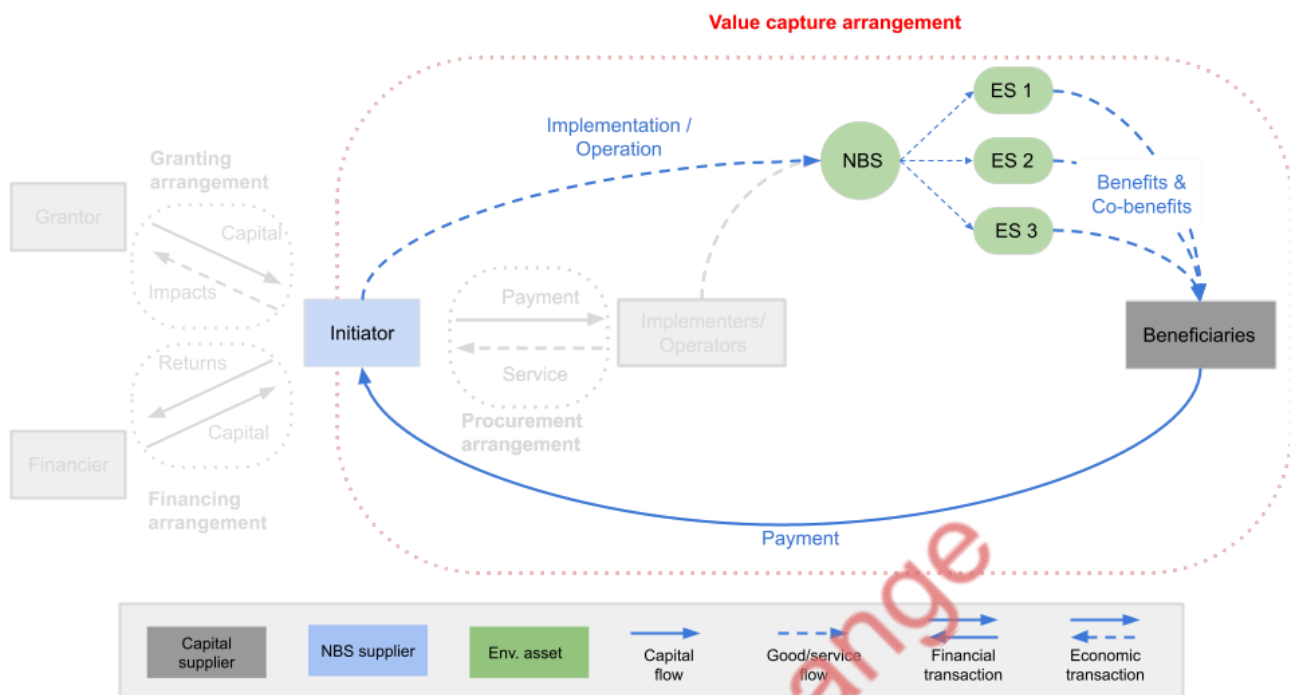 Value capture arrangement
Implementation /
Operation
NBS
ES 1
ES 2
ES 3
Benefits &
Co-benefits
Granting
arrangement
Grantor
Capital
Impacts
Initiator
Payment
Service
Implementers/
Operators
Beneficiaries
Procurement
arrangement
Returns
Capital
Financier
Financing
arrangement
Payment
Capital
supplier
NBS supplier
Env. asset
Capital
flow
Good/service
flow
Financial
transaction
Economic
transaction